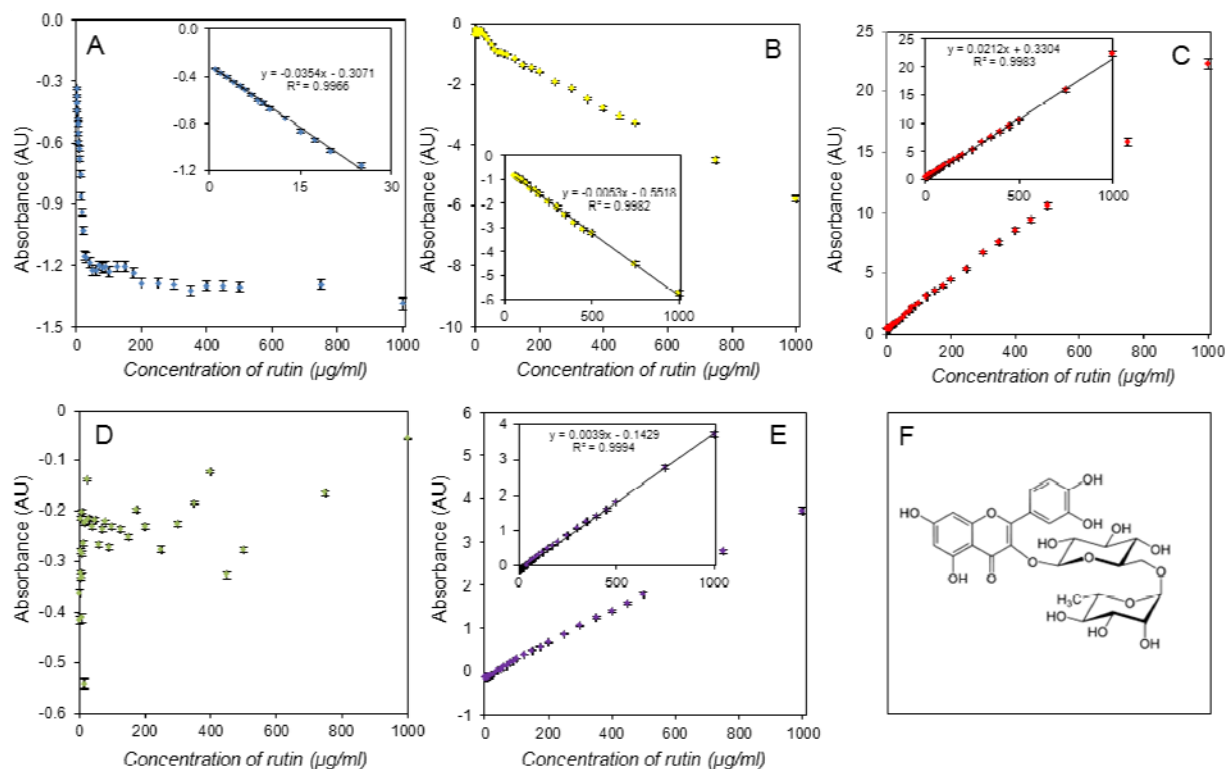 A
Absorbance (AU)
0.0
-0.3
-0.6
-0.9
-1.2
-1.5
0 200 400 600 800 1000
Concentration of rutin (µg/ml)
0.0
-0.4
-0.8
-1.2
0 15 30
y = -0.0354x - 0.3071
R² = 0.9966
B
Absorbance (AU)
0
-2
-4
-6
-8
-10
0 200 400 600 800 1000
Concentration of rutin (µg/ml)
0
-1
-2
-3
-4
-5
-6
0 500 1000
y = -0.0053x - 0.5518
R² = 0.9982
C
Absorbance (AU)
25
20
15
10
5
0
0 200 400 600 800 1000
Concentration of rutin (µg/ml)
25
20
15
10
5
0
0 500 1000
y = 0.0212x + 0.3304
R² = 0.9983
D
Absorbance (AU)
0
-0.1
-0.2
-0.3
-0.4
-0.5
-0.6
0 200 400 600 800 1000
Concentration of rutin (µg/ml)
E
Absorbance (AU)
6
5
4
3
2
1
0
-1
0 200 400 600 800 1000
Concentration of rutin (µg/ml)
4
3
2
1
0
0 500 1000
y = 0.0039x - 0.1429
R² = 0.9994
F
OH
OH
HO
O
OH
O
O
HO
OH
OH
O
O
H₃C
O
HO
HO
OH